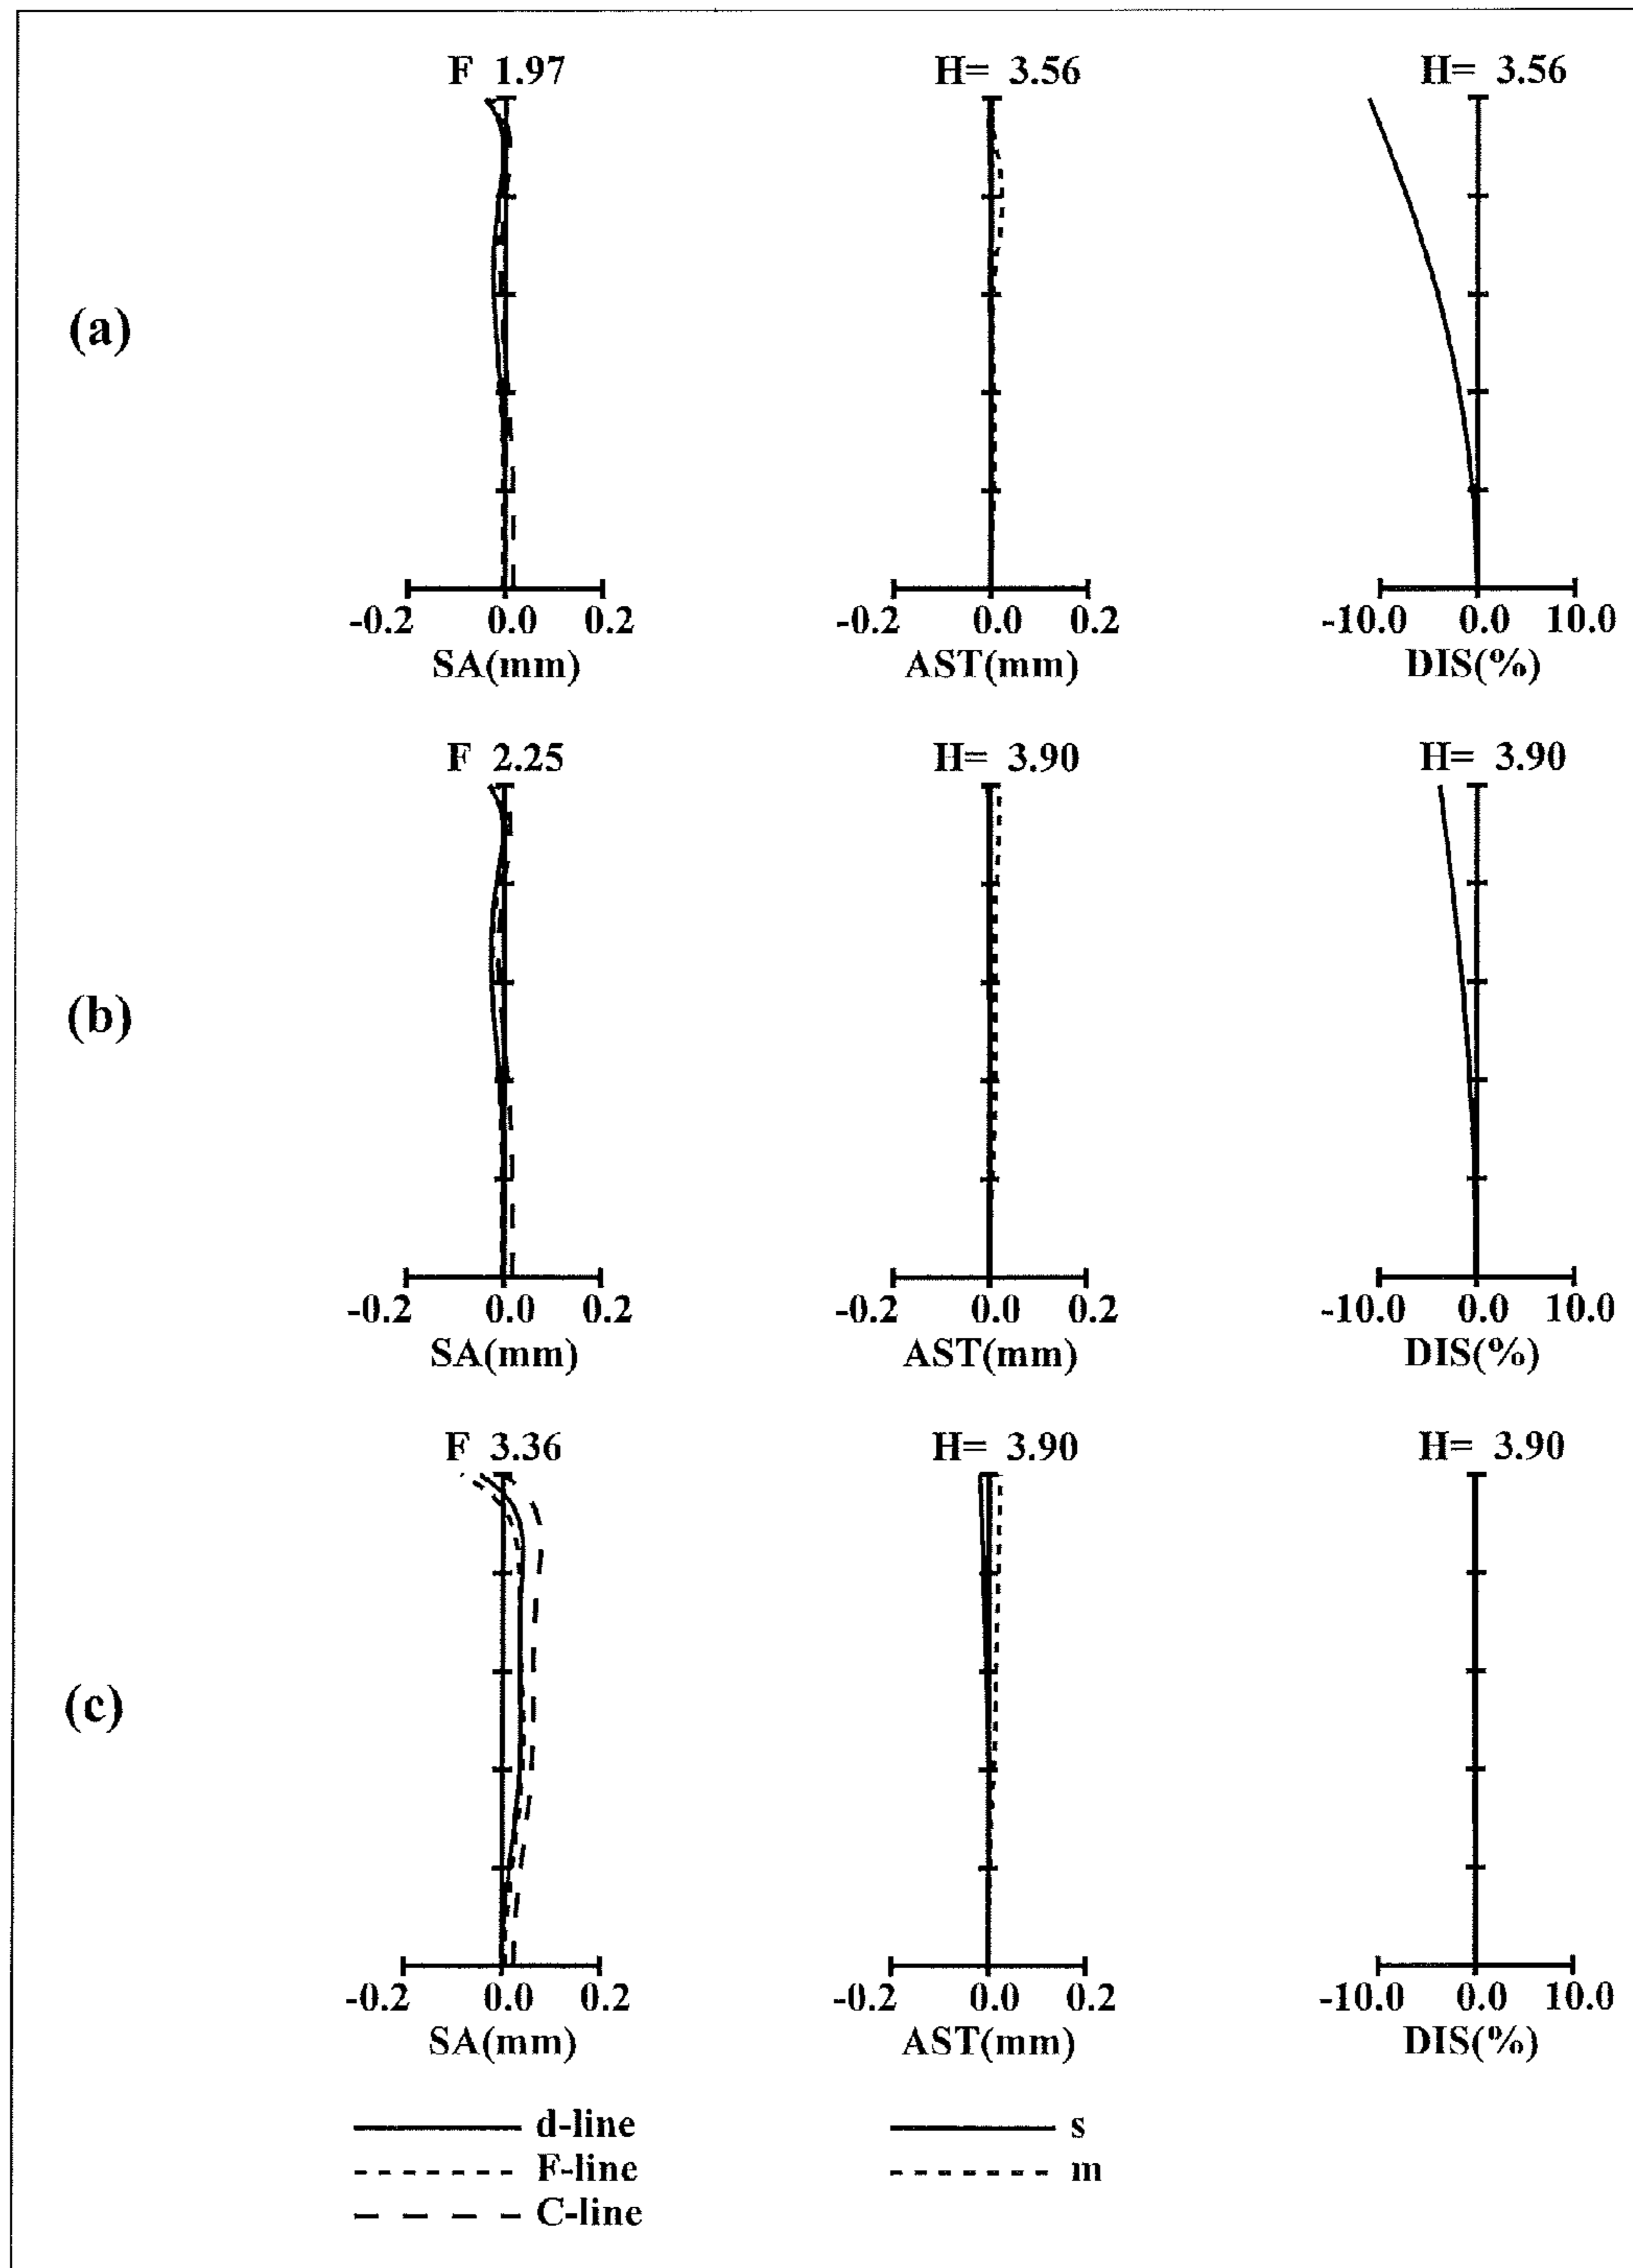 F 1.97 H= 3.56 H= 3.56
(a)
-0.2 0.0 0.2 -0.2 0.0 0.2 -10.0 0.0 10.0
SA(mm) AST(mm) DIS(%)
F 2.25 H= 3.90 H= 3.90
(b)
-0.2 0.0 0.2 -0.2 0.0 0.2 -10.0 0.0 10.0
SA(mm) AST(mm) DIS(%)
F 3.36 H= 3.90 H= 3.90
(c)
-0.2 0.0 0.2 -0.2 0.0 0.2 -10.0 0.0 10.0
SA(mm) AST(mm) DIS(%)
d-line s
F-line m
C-line